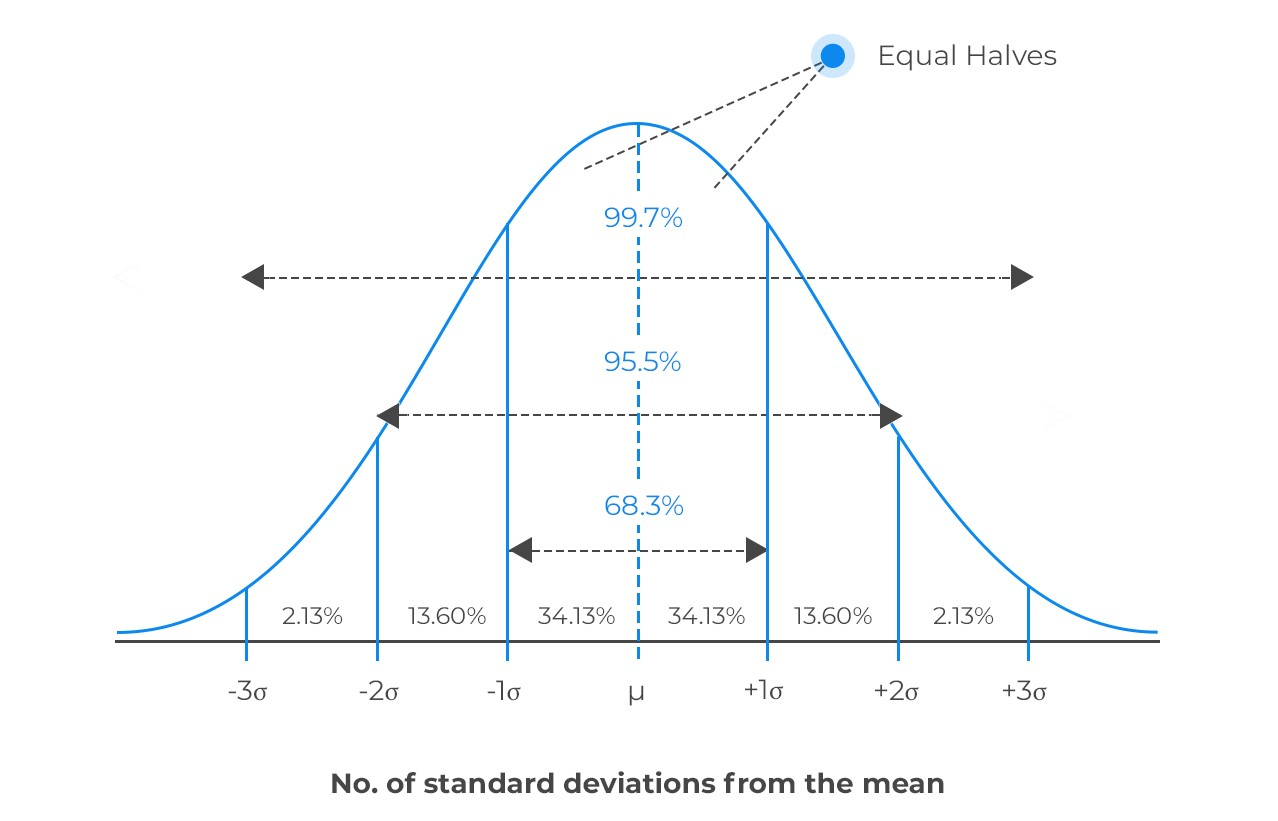 Equal Halves
99.7%
95.5%
68.3%
2.13% 13.60% 34.13% 34.13% 13.60% 2.13%
-3σ -2σ -1σ μ +1σ +2σ +3σ
No. of standard deviations from the mean